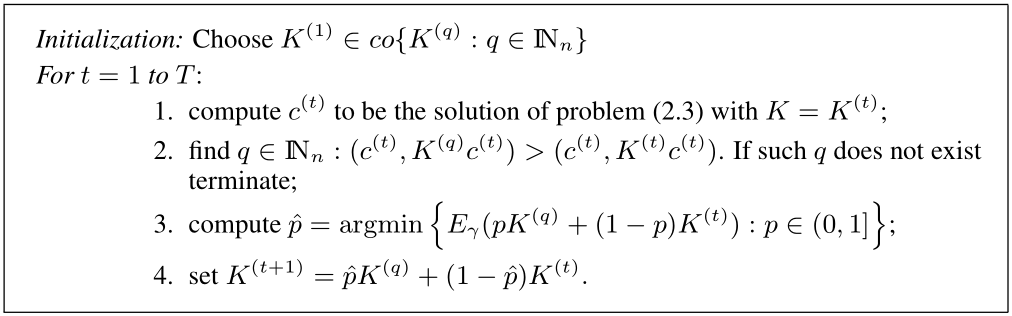 Initialization: Choose K^{(1)} ∈ co{K^{(q)} : q ∈ ℕ_n}
For t = 1 to T:
1. compute c^{(t)} to be the solution of problem (2.3) with K = K^{(t)};
2. find q ∈ ℕ_n : (c^{(t)}, K^{(q)}c^{(t)}) > (c^{(t)}, K^{(t)}c^{(t)}). If such q does not exist
terminate;
3. compute p̂ = argmin {E_γ(pK^{(q)} + (1 − p)K^{(t)}) : p ∈ (0, 1]};
4. set K^{(t+1)} = p̂K^{(q)} + (1 − p̂)K^{(t)}.